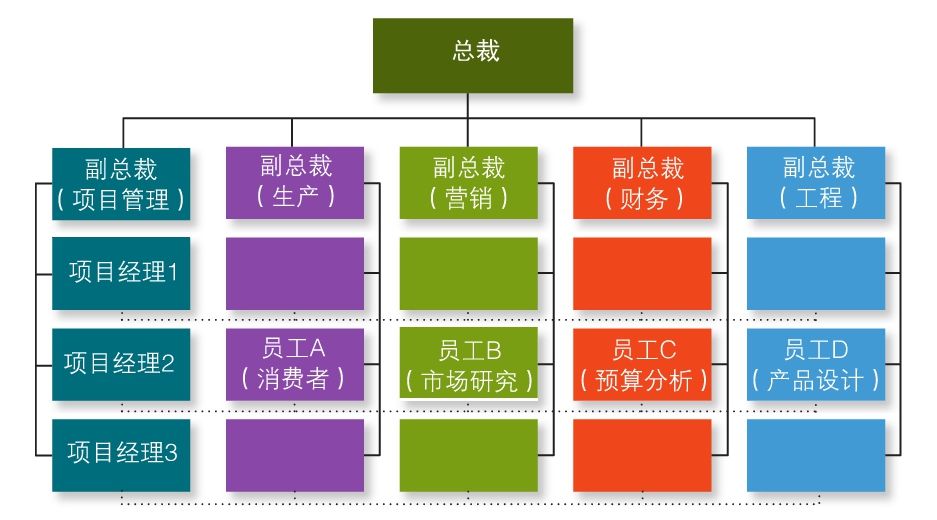 总裁
副总裁
（项目管理）
副总裁
（生产）
副总裁
（营销）
副总裁
（财务）
副总裁
（工程）
项目经理1
项目经理2
员工A
（消费者）
员工B
（市场研究）
员工C
（预算分析）
员工D
（产品设计）
项目经理3